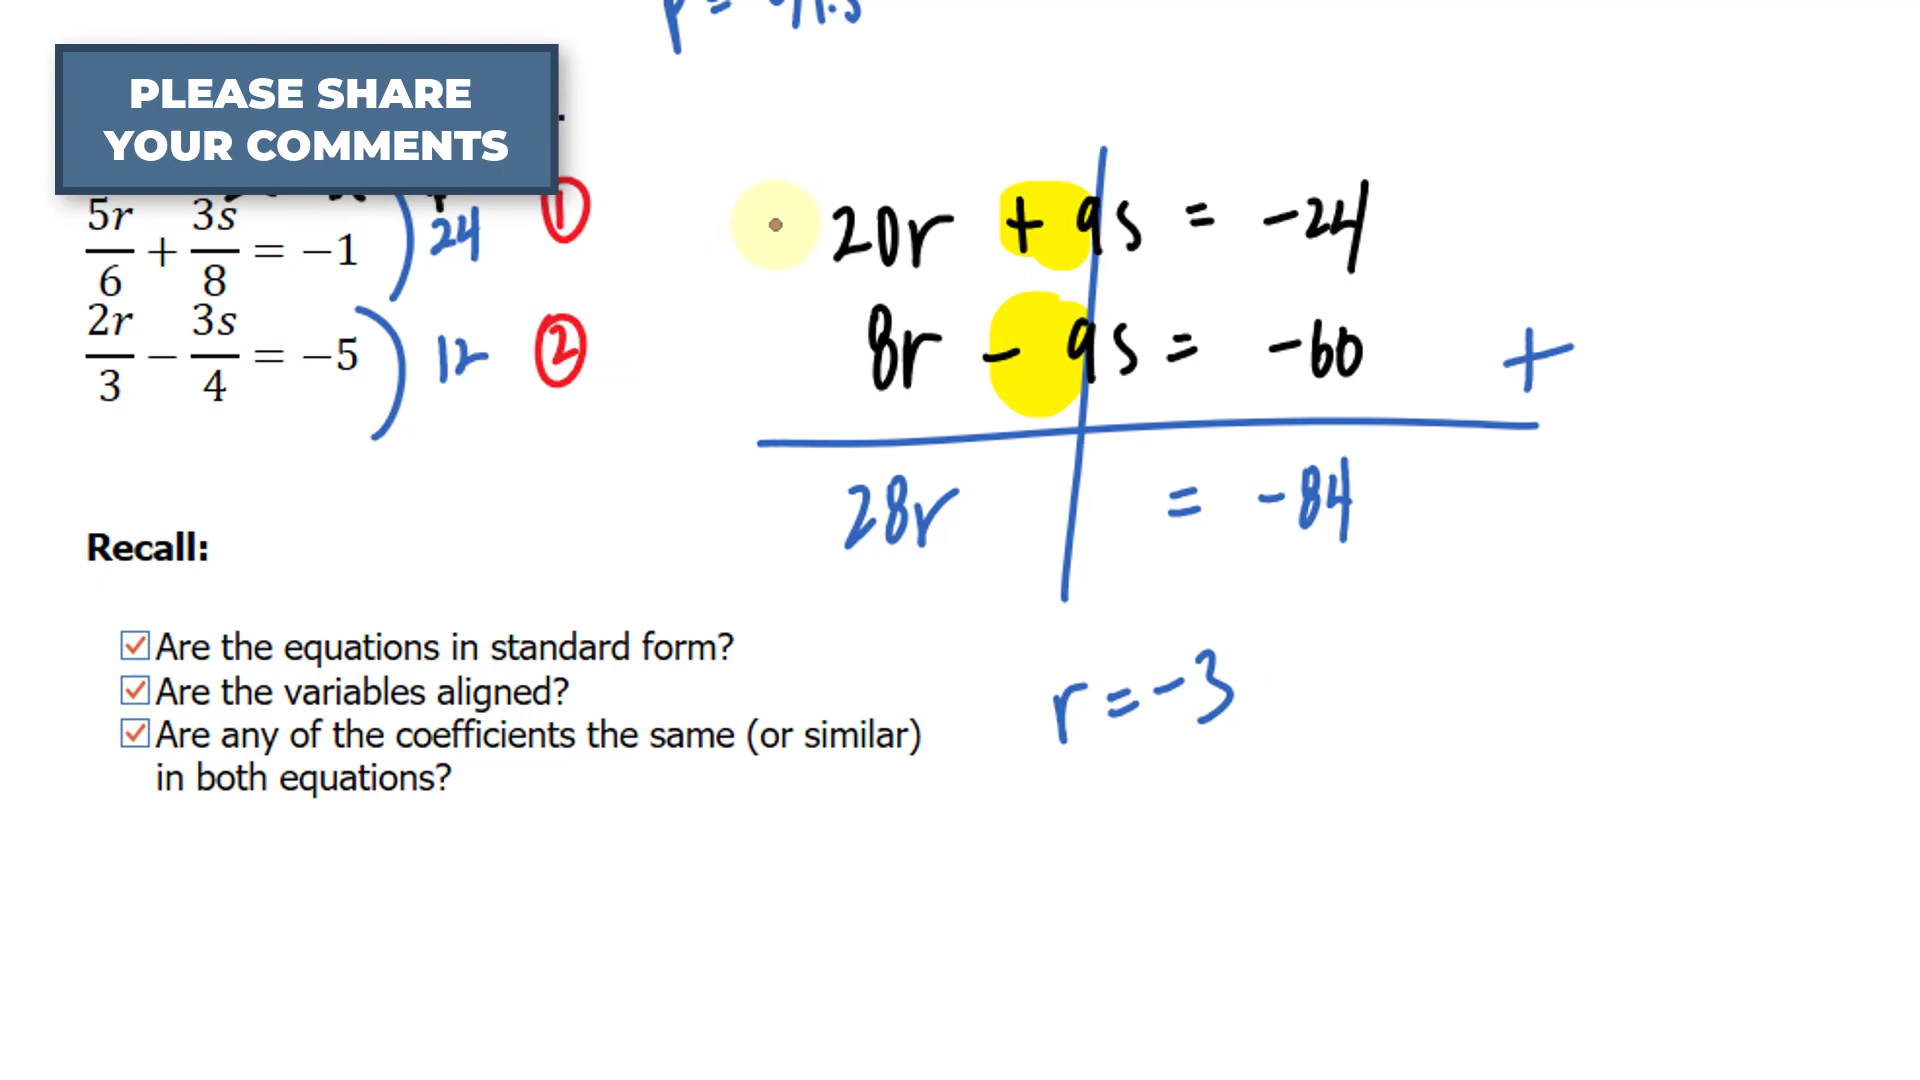 PLEASE SHARE
YOUR COMMENTS
5r/6 + 3s/8 = −1
24
①
2r/3 − 3s/4 = −5
12
②
20r + 9s = -24
8r - 9s = -60 +
28r = -84
r = -3
Recall:
Are the equations in standard form?
Are the variables aligned?
Are any of the coefficients the same (or similar)
in both equations?